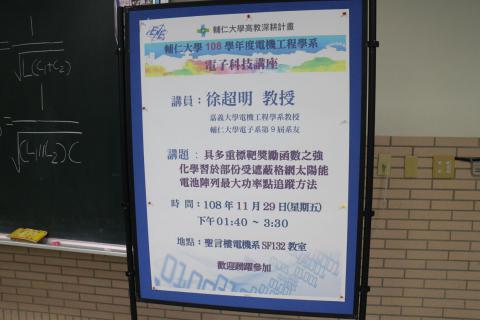 輔仁大學高教深耕計畫
輔仁大學 108 學年度電機工程學系
電子科技講座
講員：徐超明 教授
嘉義大學電機工程學系教授
輔仁大學電子系第9屆系友
講題：具多重標靶獎勵函數之強
化學習於部份受遮蔽格網太陽能
電池陣列最大功率點追蹤方法
時間：108 年 11 月 29 日(星期五)
下午 01:40 ~ 3:30
地點：聖言樓電機系 SF132 教室
歡迎踴躍參加
1
√L(C₁+C₂)
1